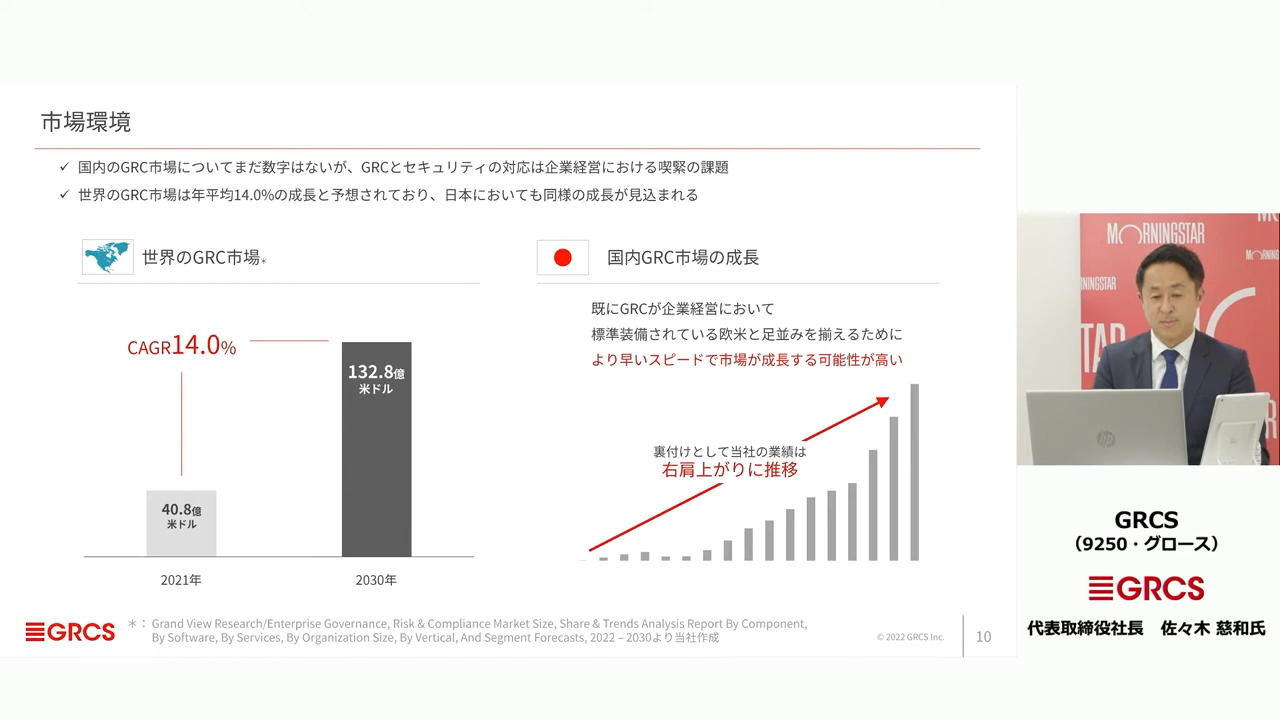 市場環境
✓ 国内のGRC市場についてまだ数字はないが、GRCとセキュリティの対応は企業経営における喫緊の課題
✓ 世界のGRC市場は年平均14.0%の成長と予想されており、日本においても同様の成長が見込まれる
世界のGRC市場*
CAGR14.0%
132.8億
米ドル
40.8億
米ドル
2021年
2030年
国内GRC市場の成長
既にGRCが企業経営において
標準装備されている欧米と足並みを揃えるために
より早いスピードで市場が成長する可能性が高い
裏付けとして当社の業績は
右肩上がりに推移
GRCS
＊： Grand View Research/Enterprise Governance, Risk & Compliance Market Size, Share & Trends Analysis Report By Component,
By Software, By Services, By Organization Size, By Vertical, And Segment Forecasts, 2022 – 2030より当社作成
© 2022 GRCS Inc.
10
MORNINGSTAR
MORNING
RNINGSTAR
TAR
hp
GRCS
（9250・グロース）
GRCS
代表取締役社長　佐々木 慈和氏